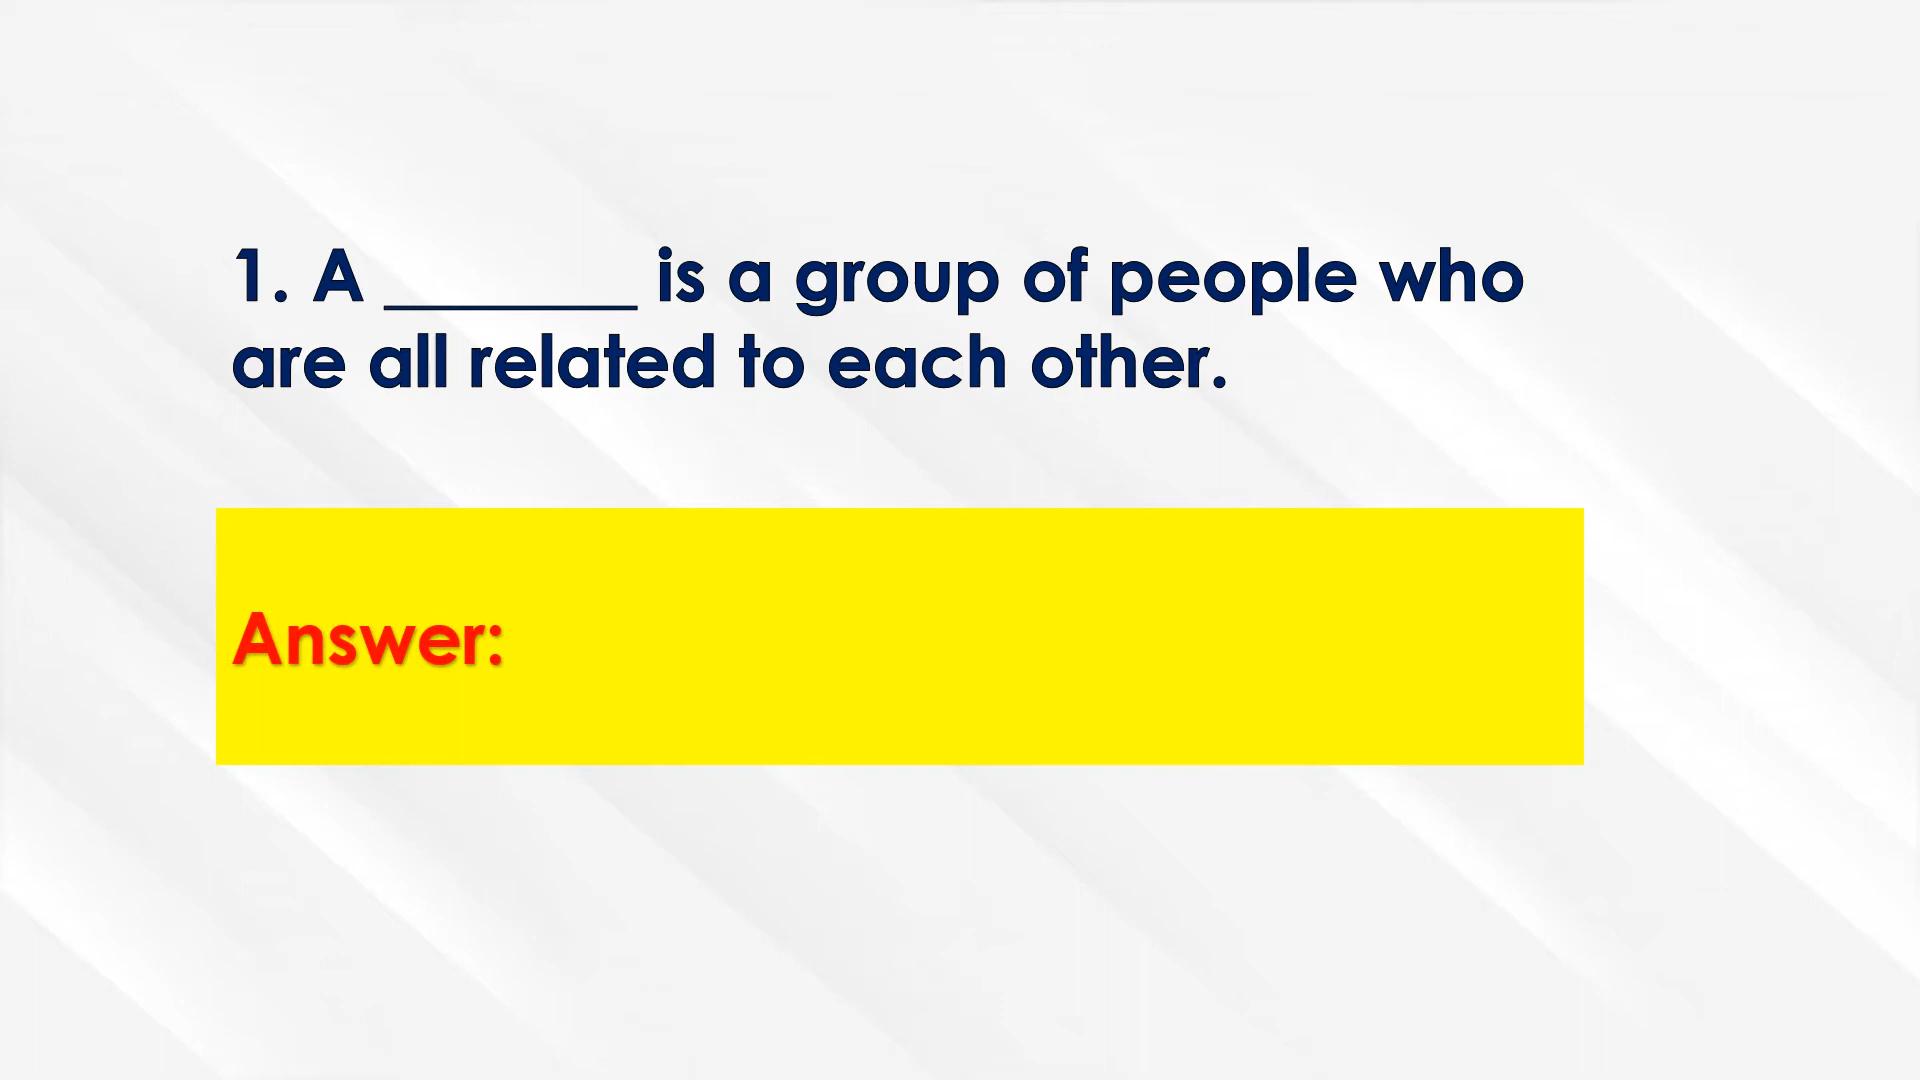 1. A _______ is a group of people who
are all related to each other.
Answer: